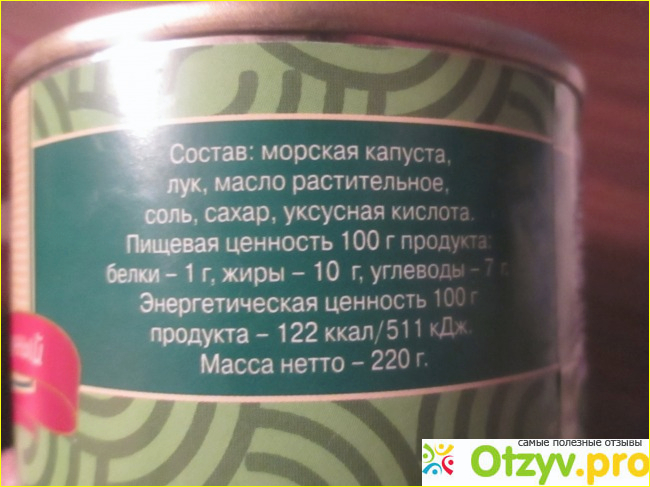 Состав: морская капуста,
лук, масло растительное,
соль, сахар, уксусная кислота.
Пищевая ценность 100 г продукта:
белки – 1 г, жиры – 10 г, углеводы – 7 г,
Энергетическая ценность 100 г
продукта – 122 ккал/511 кДж.
Масса нетто – 220 г.
самые полезные отзывы
Otzyv.pro